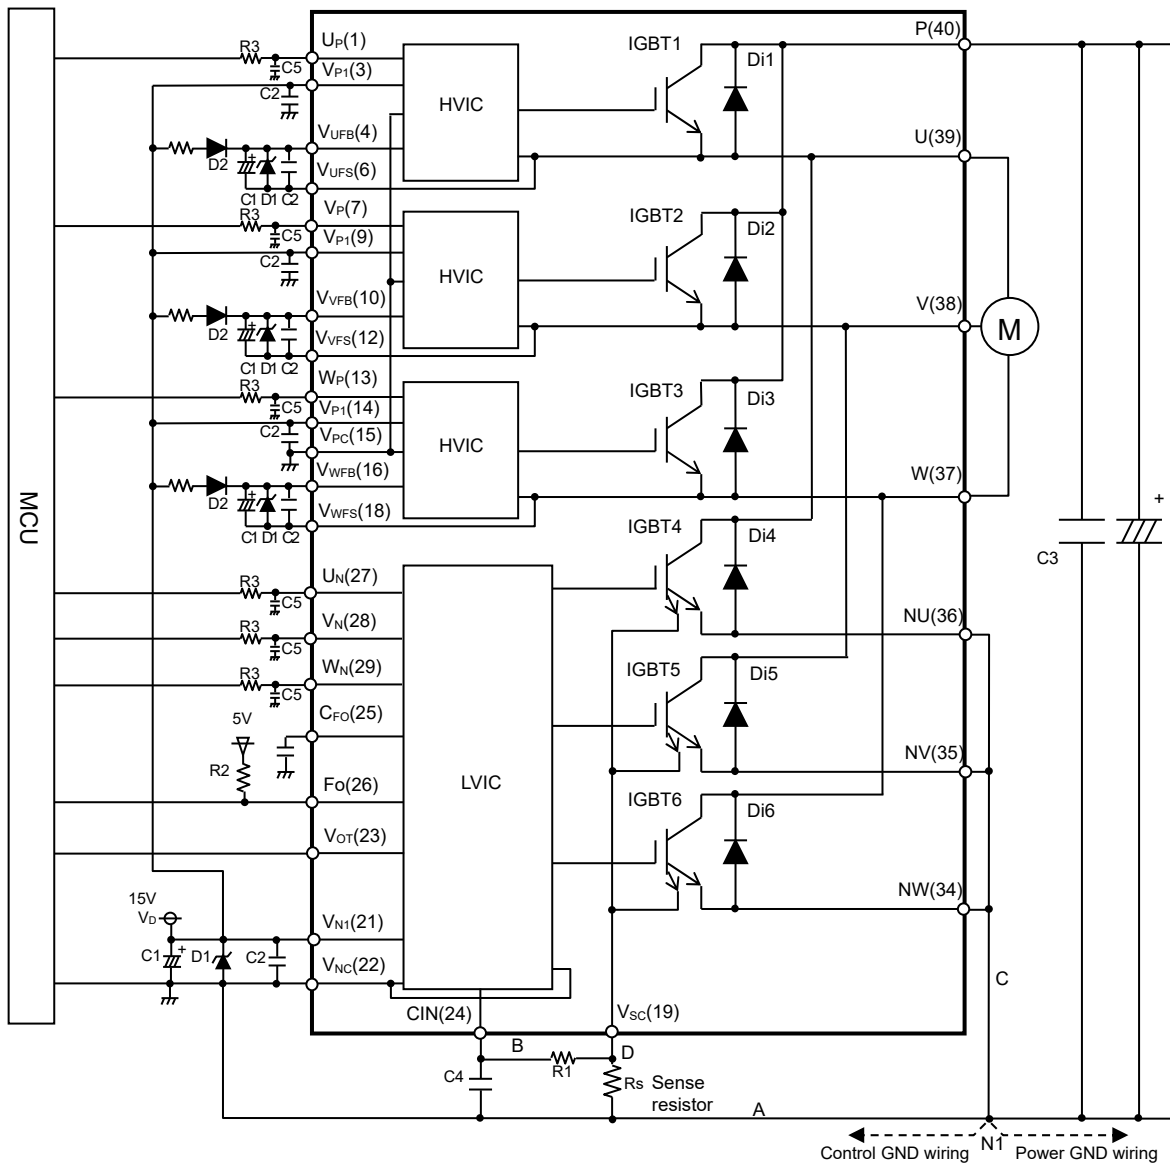 MCU
R3
C5
C2
D2
C1 D1 C2
R3
C5
C2
D2
C1 D1 C2
R3
C5
C2
D2
C1 D1 C2
R3
C5
R3
C5
R3
C5
5V
R2
15V
VD
C1 +
D1
C2
UP(1)
VP1(3)
VUFB(4)
VUFS(6)
VP(7)
VP1(9)
VVFB(10)
VVFS(12)
WP(13)
VP1(14)
VPC(15)
VWFB(16)
VWFS(18)
UN(27)
VN(28)
WN(29)
CFO(25)
Fo(26)
VOT(23)
VN1(21)
VNC(22)
CIN(24)
VSC(19)
HVIC
HVIC
HVIC
LVIC
IGBT1
Di1
IGBT2
Di2
IGBT3
Di3
IGBT4
Di4
IGBT5
Di5
IGBT6
Di6
P(40)
U(39)
V(38)
W(37)
NU(36)
NV(35)
NW(34)
M
C3
+
C
B
D
C4
R1
Rs Sense
resistor
A
N1
Control GND wiring
Power GND wiring